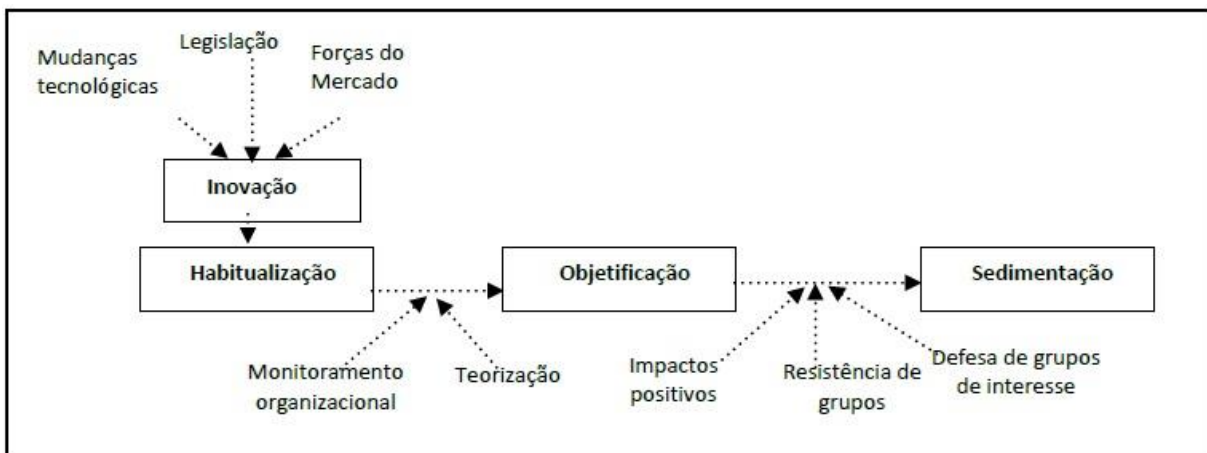 Mudanças
tecnológicas
Legislação
Forças do
Mercado
Inovação
Habitualização
Objetificação
Sedimentação
Monitoramento
organizacional
Teorização
Impactos
positivos
Resistência de
grupos
Defesa de grupos
de interesse